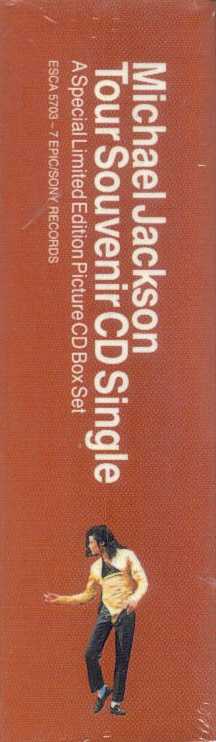 Michael Jackson
Tour Souvenir CD Single
A Special Limited Edition Picture CD Box Set
ESCA 5703~7 EPIC/SONY RECORDS